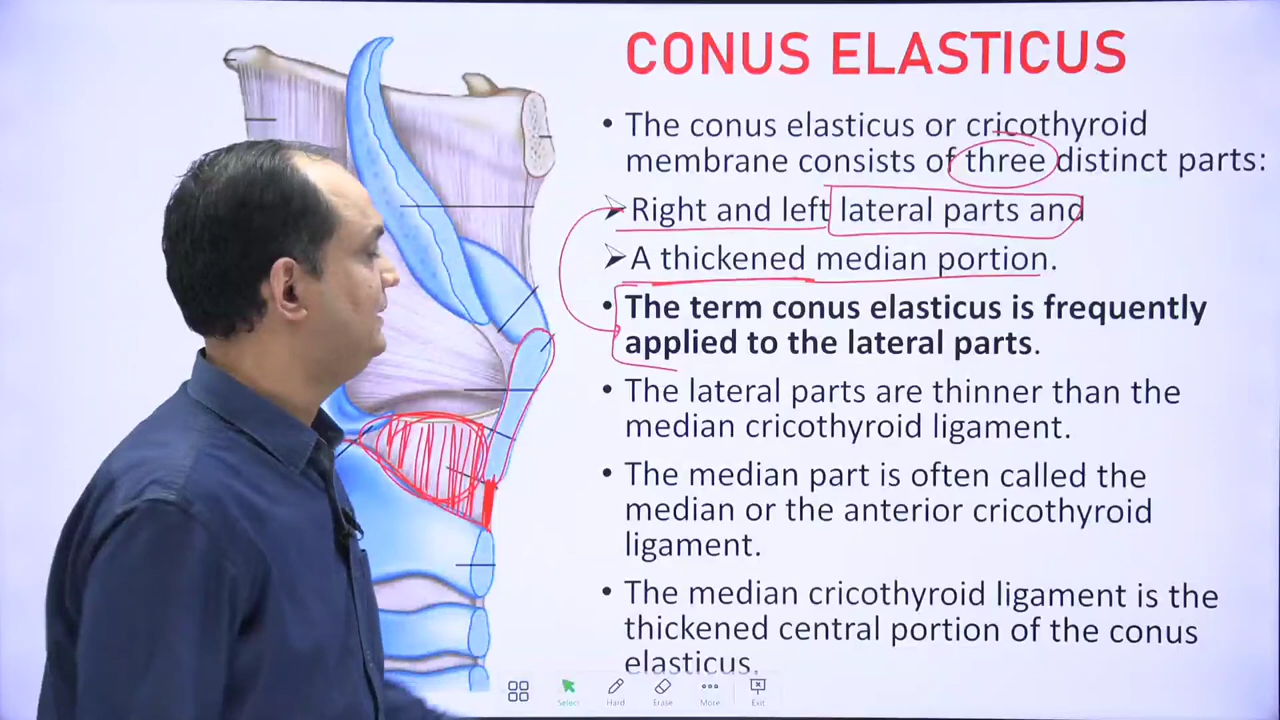 CONUS ELASTICUS
• The conus elasticus or cricothyroid
membrane consists of three distinct parts:
➢Right and left lateral parts and
➢A thickened median portion.
• The term conus elasticus is frequently
applied to the lateral parts.
• The lateral parts are thinner than the
median cricothyroid ligament.
• The median part is often called the
median or the anterior cricothyroid
ligament.
• The median cricothyroid ligament is the
thickened central portion of the conus
elasticus.
Select Hard Erase More Exit